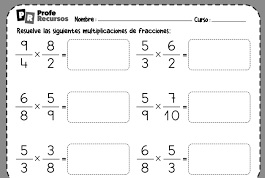 PR Profe Recursos Nombre: Curso:
Resuelve las siguientes multiplicaciones de fracciones:
9/4 × 8/2 = 5/3 × 6/2 =
6/8 × 5/9 = 5/9 × 7/10 =
5/3 × 3/8 = 6/8 × 5/3 =